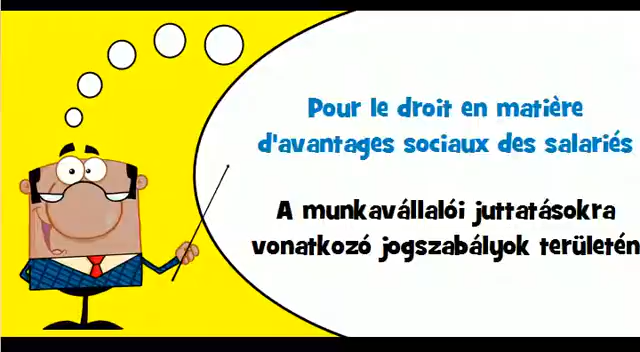 Pour le droit en matière
d'avantages sociaux des salariés
A munkavállalói juttatásokra
vonatkozó jogszabályok területén